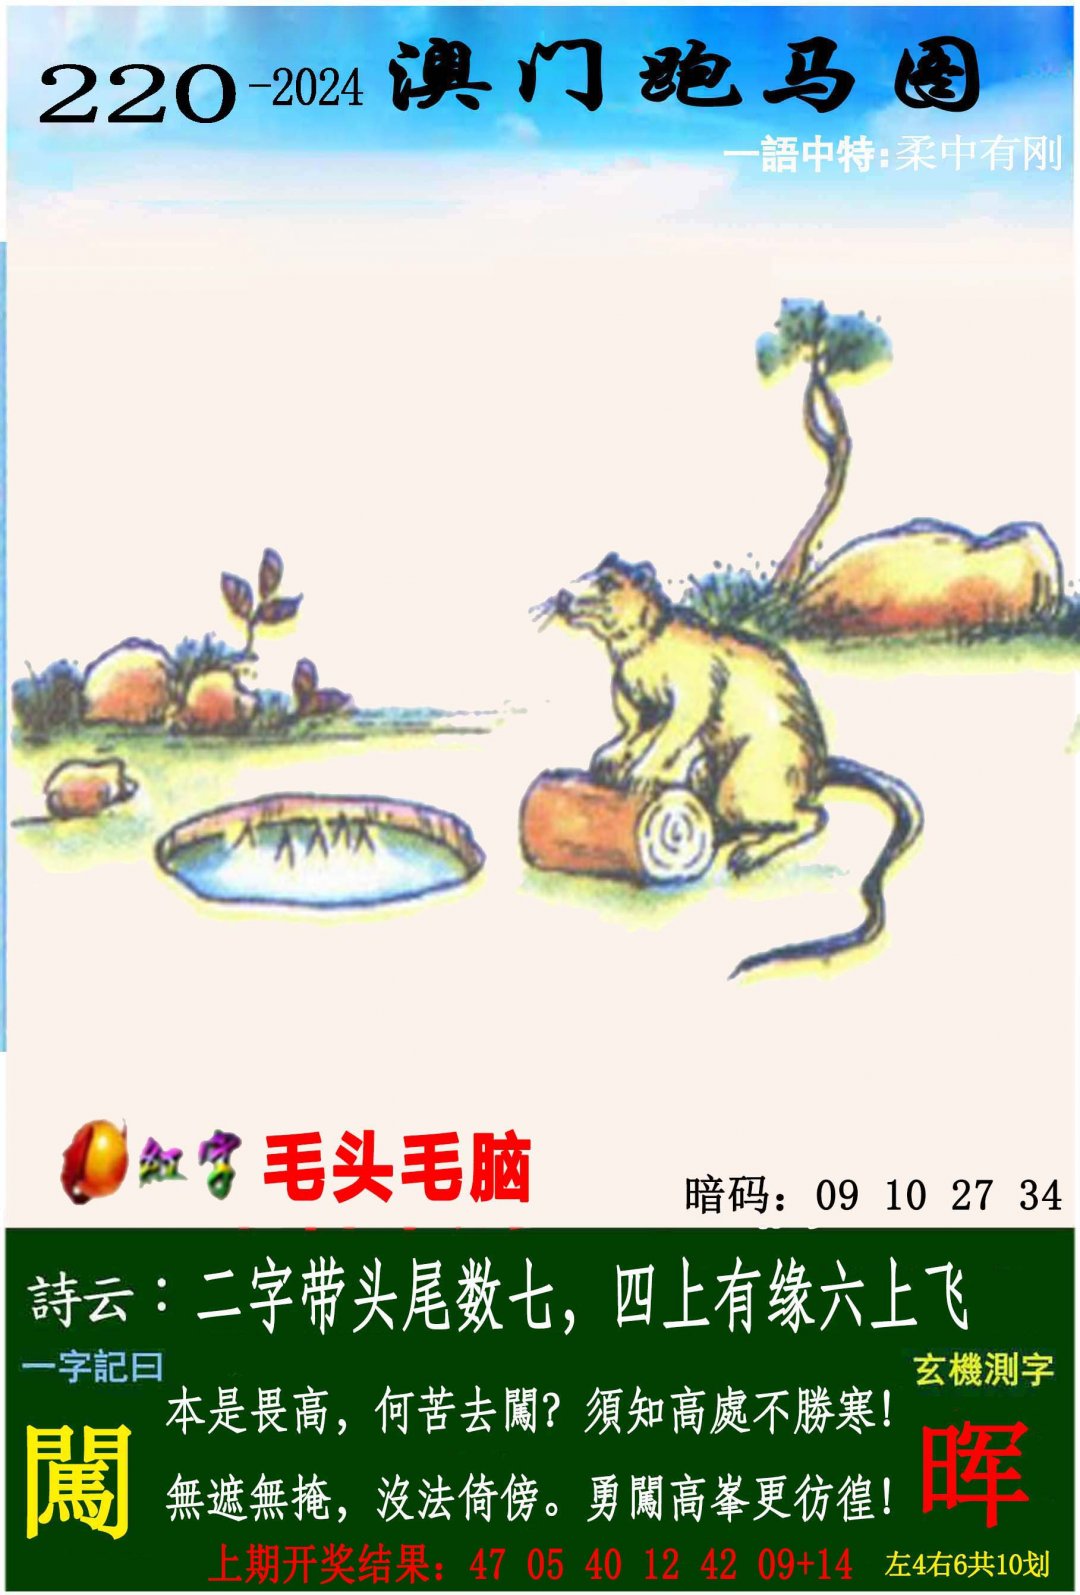 220-2024 澳门跑马图
一語中特:柔中有刚
红字 毛头毛脑
暗码：09 10 27 34
詩云：二字带头尾数七，四上有缘六上飞
一字記曰
玄機測字
本是畏高，何苦去闖？須知高處不勝寒！
闖
晖
無遮無掩，沒法倚傍。勇闖高峯更彷徨！
上期开奖结果：47 05 40 12 42 09+14
左4右6共10划